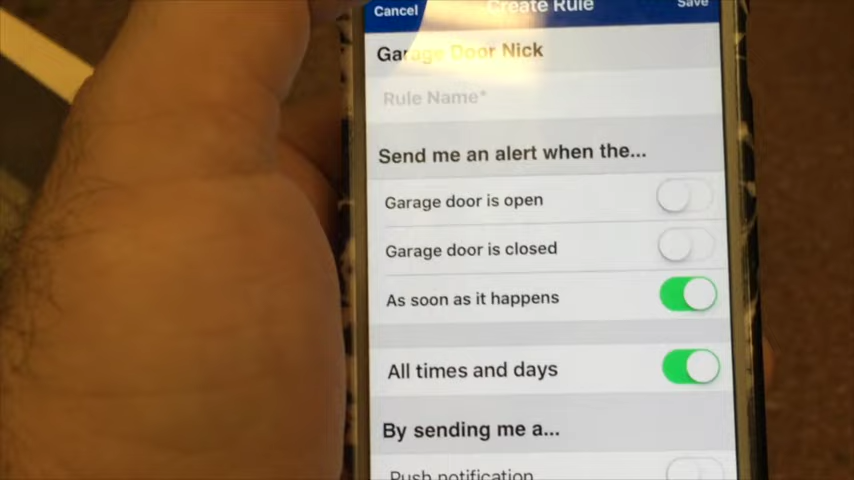 Cancel Create Rule Save
Garage Door Nick
Rule Name*
Send me an alert when the...
Garage door is open
Garage door is closed
As soon as it happens
All times and days
By sending me a...
Push notification